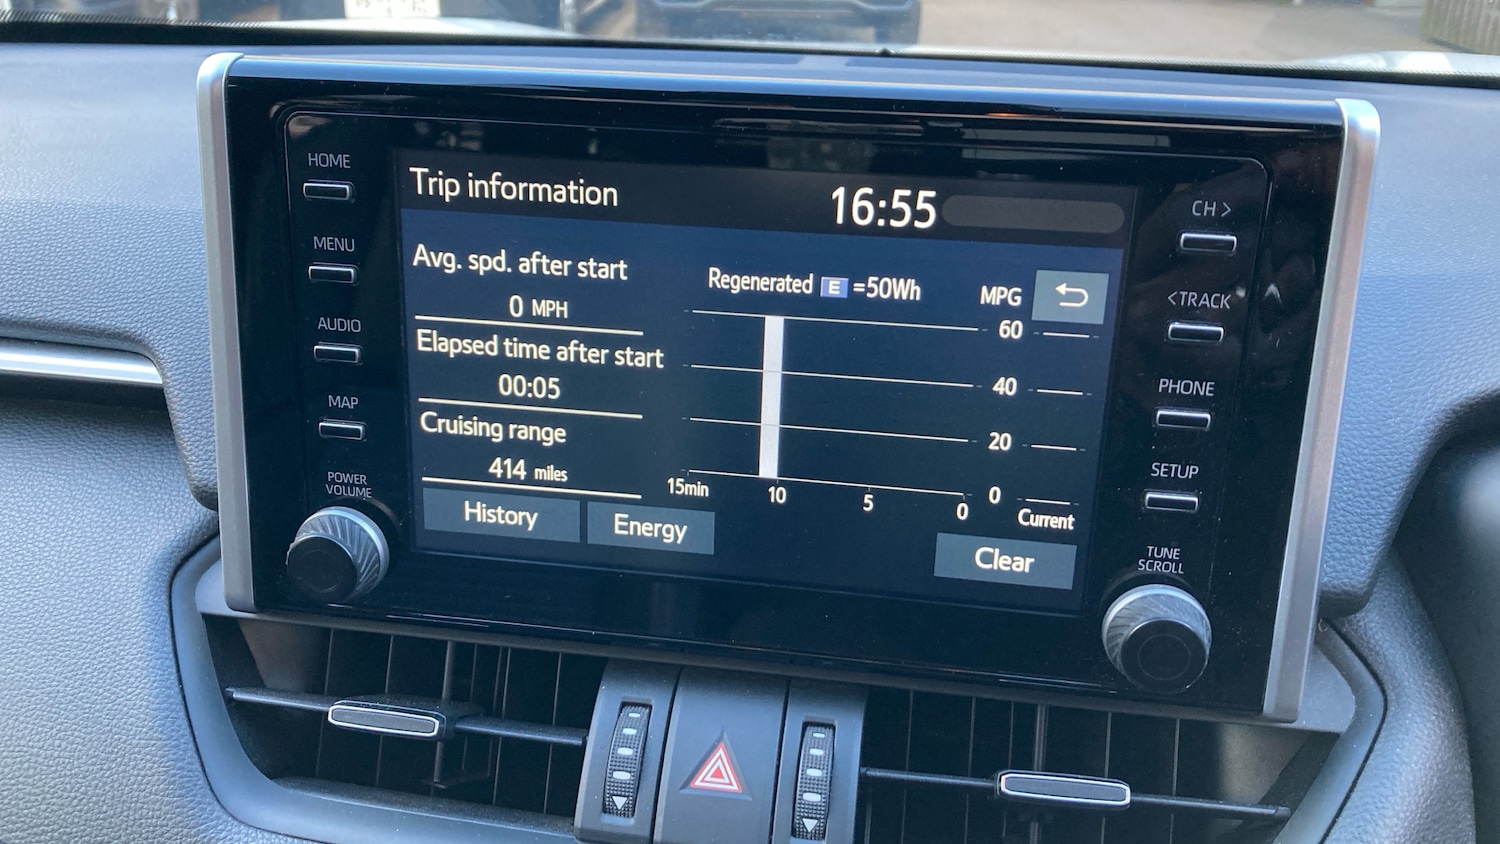 HOME
MENU
AUDIO
MAP
POWER
VOLUME
Trip information
16:55
Avg. spd. after start
0 MPH
Elapsed time after start
00:05
Cruising range
414 miles
History
Energy
Regenerated E =50Wh
MPG
60
40
20
0
15min
10
5
0
Current
Clear
CH >
<TRACK
PHONE
SETUP
TUNE
SCROLL